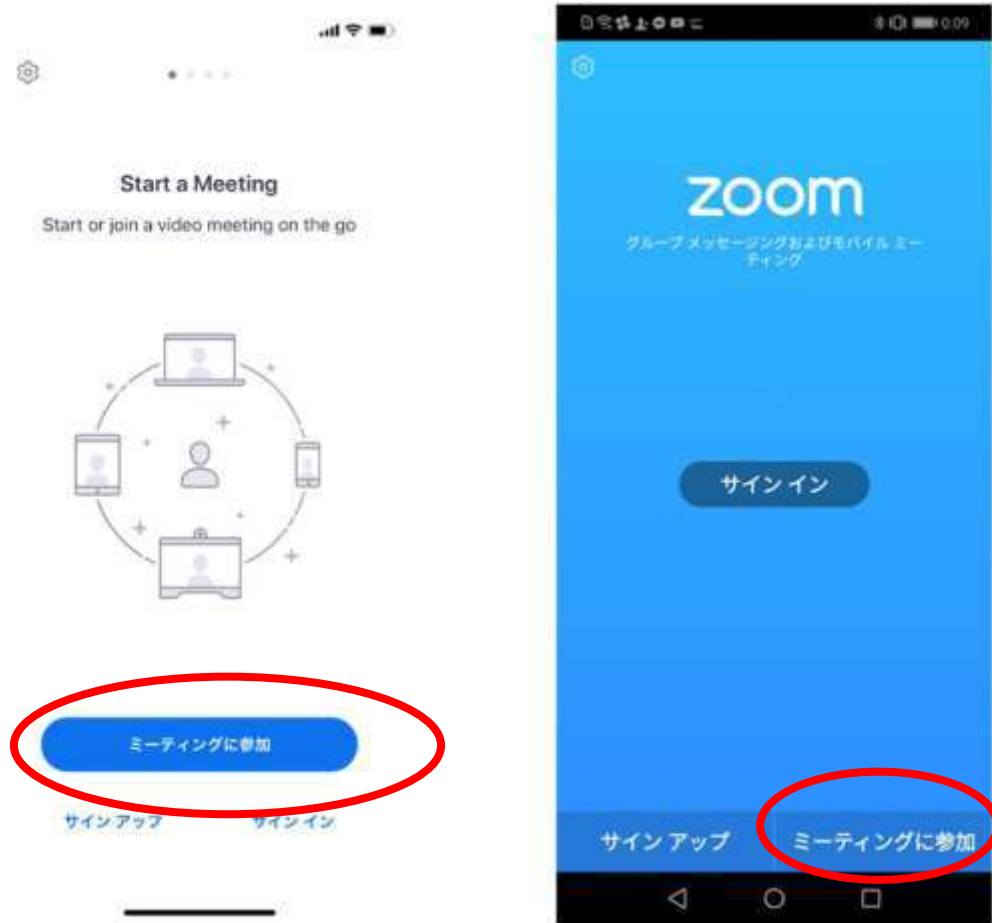 Start a Meeting
Start or join a video meeting on the go
ミーティングに参加
サイン アップ
サイン イン
0:09
zoom
グループ メッセージングおよびモバイル ミー
ティング
サイン イン
サイン アップ
ミーティングに参加